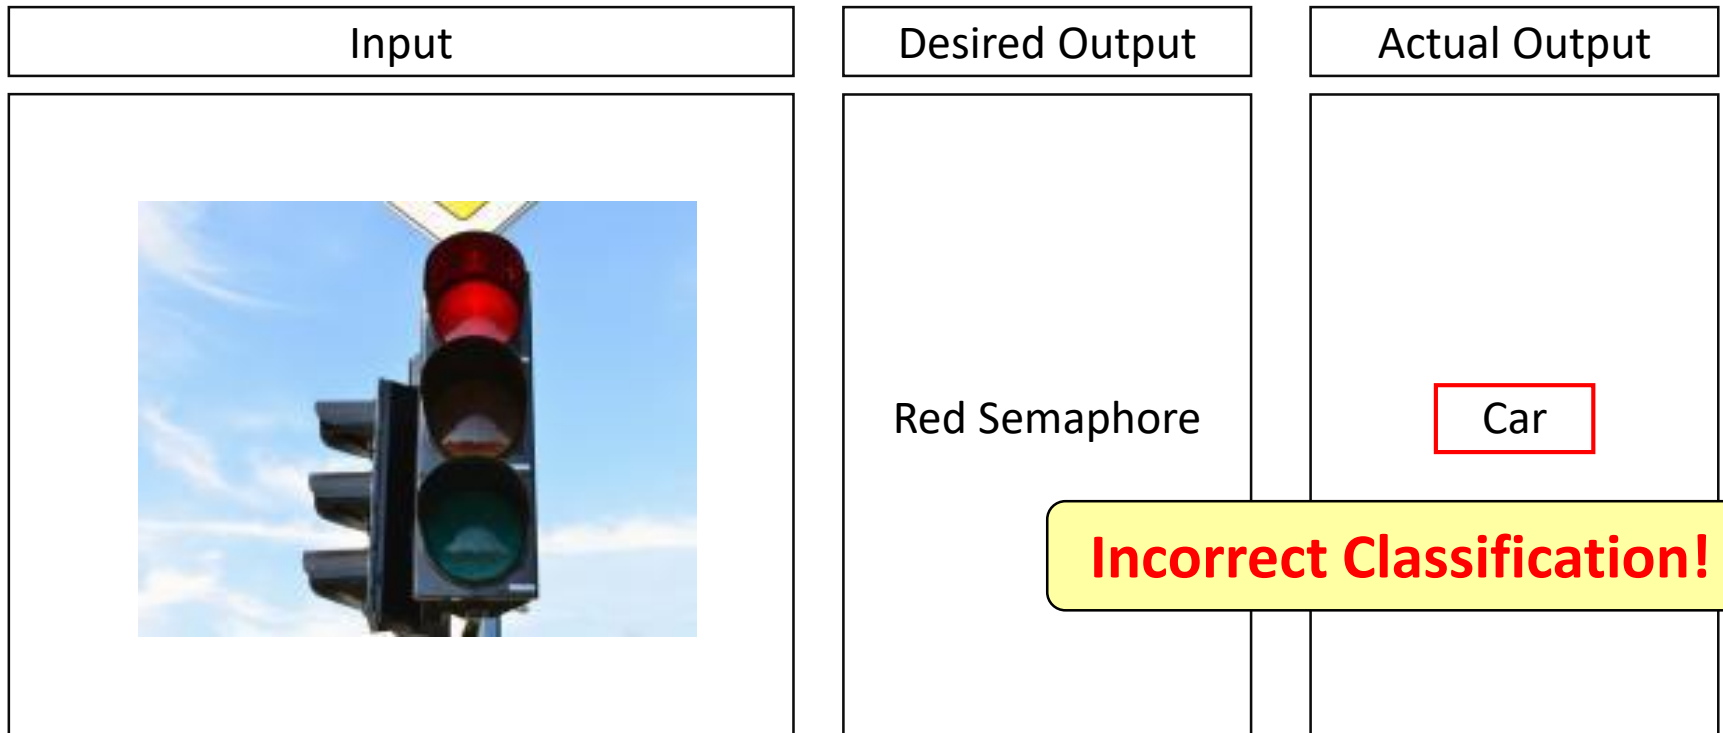 Input
Desired Output
Actual Output
Red Semaphore
Car
Incorrect Classification!